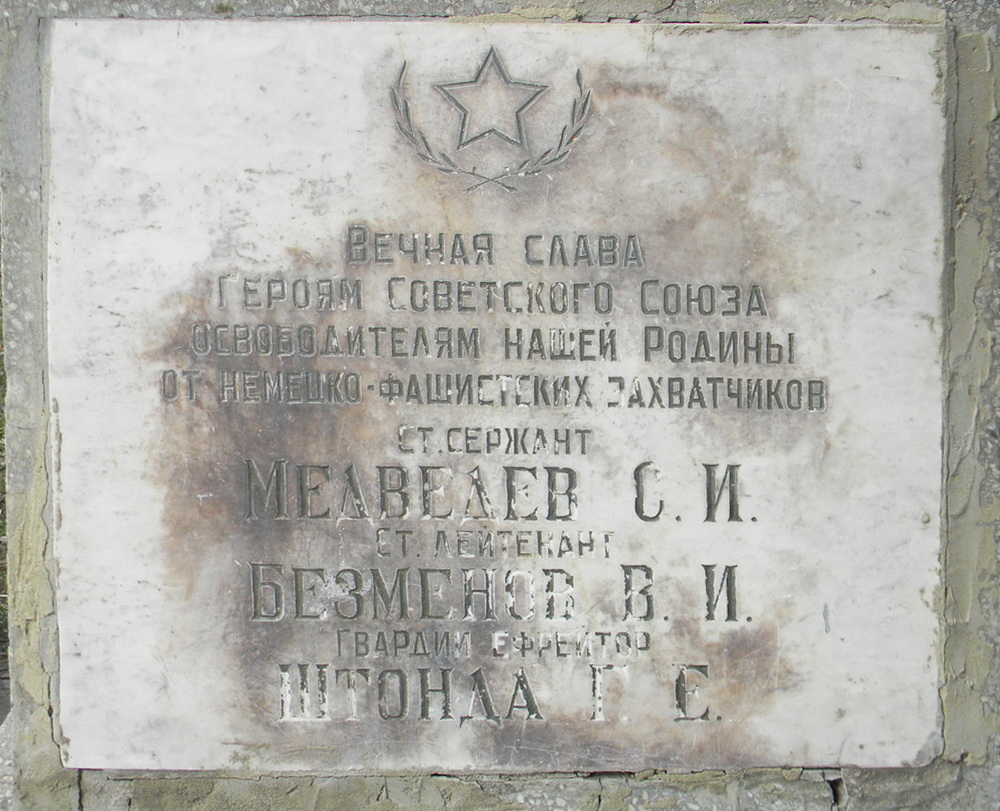 Вечная слава
Героям Советского Союза
освободителям нашей Родины
от немецко-фашистских захватчиков
ст. сержант
Медведев С. И.
ст. лейтенант
Безменов В. И.
гвардии ефрейтор
Штонда Г. Е.